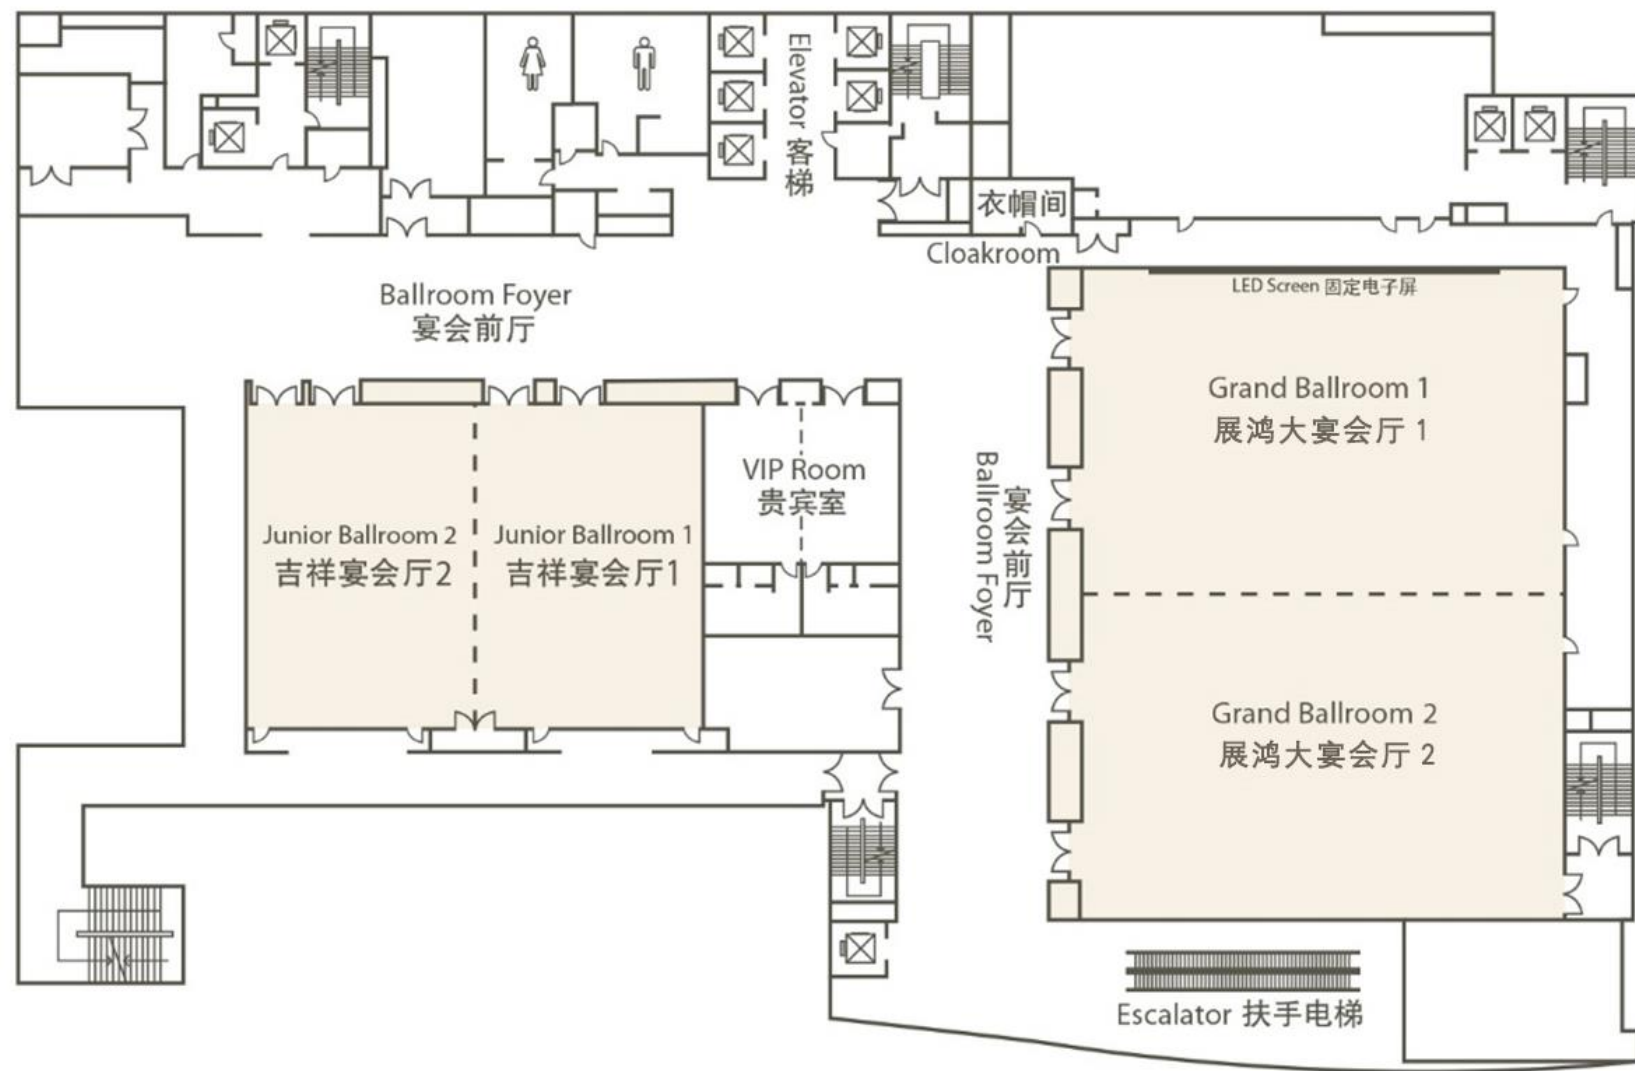 Elevator 客梯
衣帽间
Cloakroom
Ballroom Foyer
宴会前厅
LED Screen 固定电子屏
Grand Ballroom 1
展鸿大宴会厅 1
VIP Room
贵宾室
Junior Ballroom 2
吉祥宴会厅2
Junior Ballroom 1
吉祥宴会厅1
宴会前厅
Ballroom Foyer
Grand Ballroom 2
展鸿大宴会厅 2
Escalator 扶手电梯